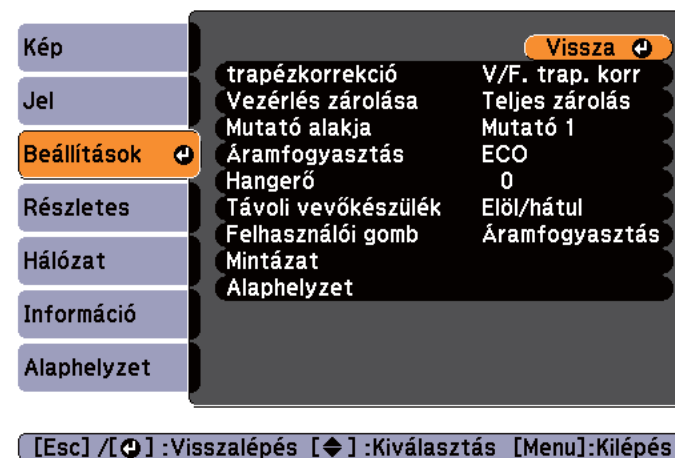 Kép
Jel
Beállítások
Részletes
Hálózat
Információ
Alaphelyzet
Vissza
trapézkorrekció V/F. trap. korr
Vezérlés zárolása Teljes zárolás
Mutató alakja Mutató 1
Áramfogyasztás ECO
Hangerő 0
Távoli vevőkészülék Elöl/hátul
Felhasználói gomb Áramfogyasztás
Mintázat
Alaphelyzet
[Esc] /[ ] :Visszalépés [ ] :Kiválasztás [Menu]:Kilépés